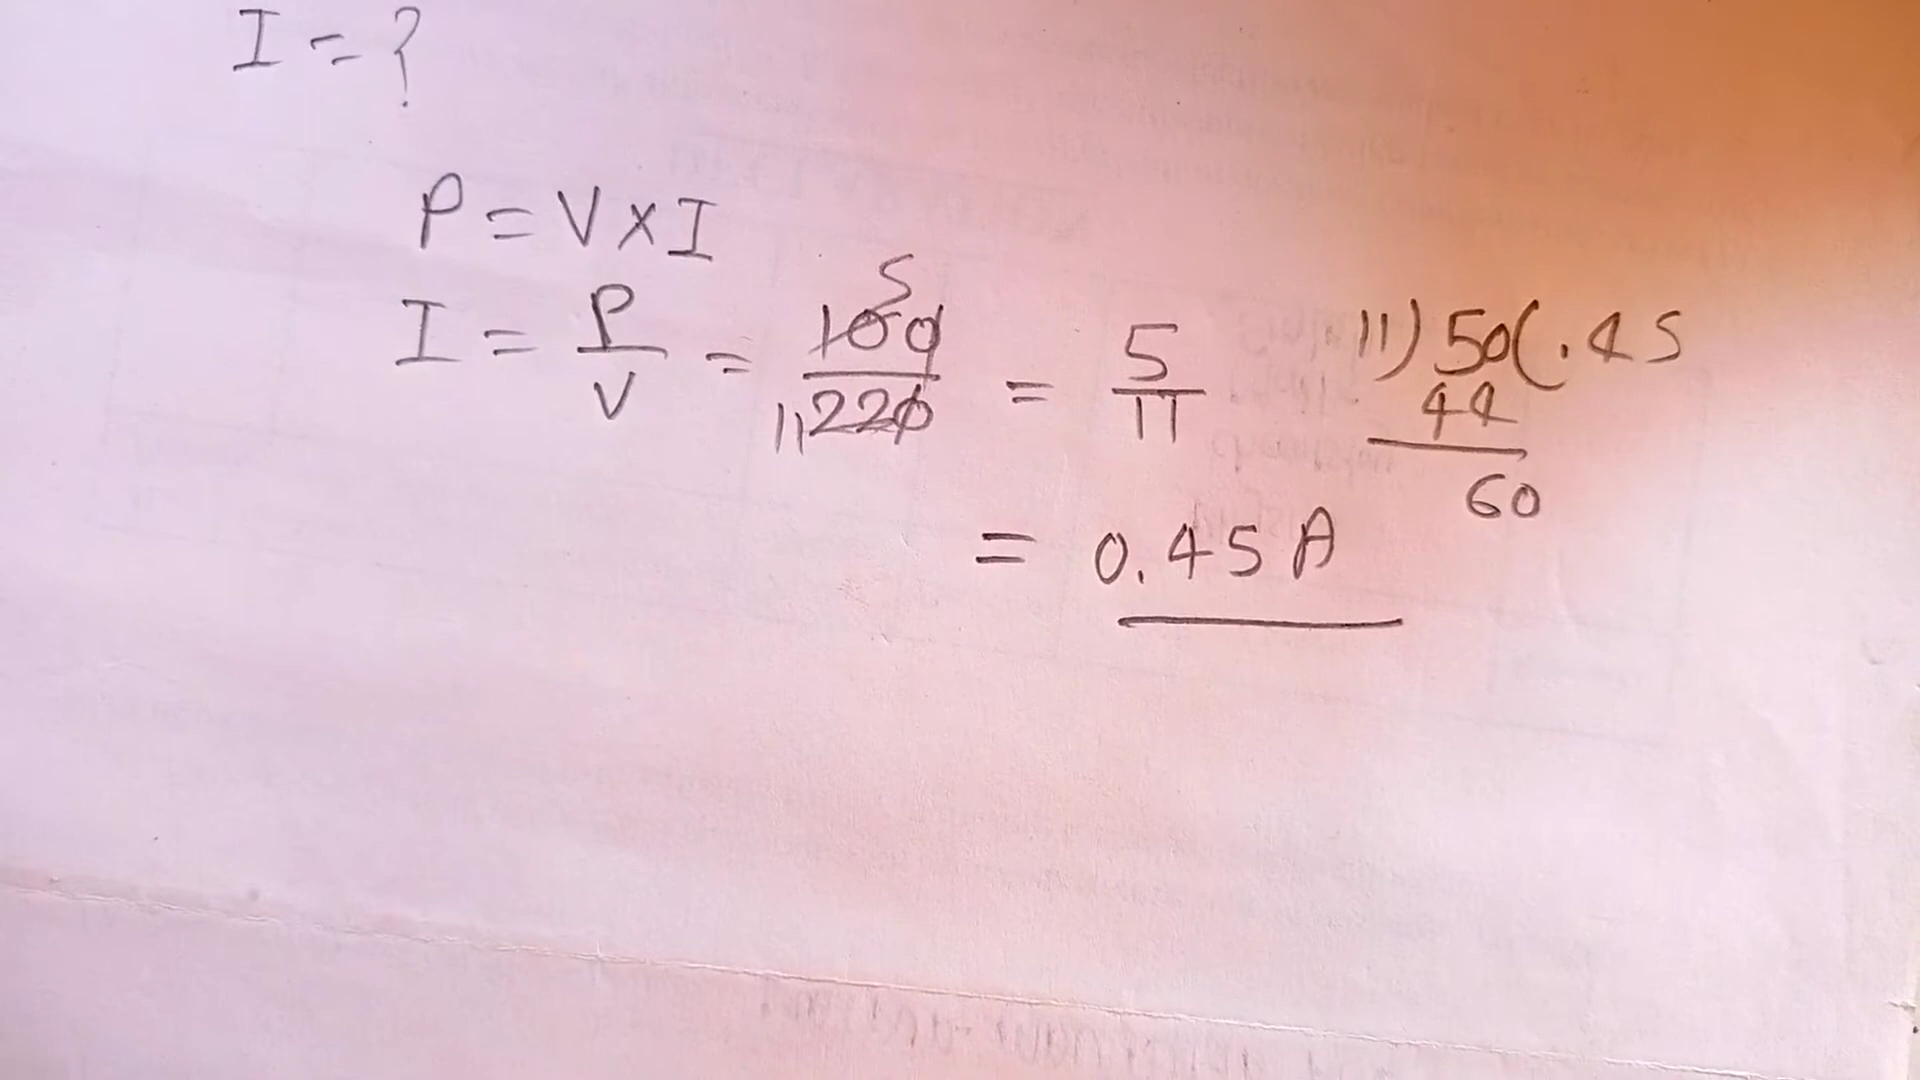 I = ?
P = V x I
I = P/V = 100/220 = 5/11
5
11
11) 50 (.45
44
60
= 0.45 A